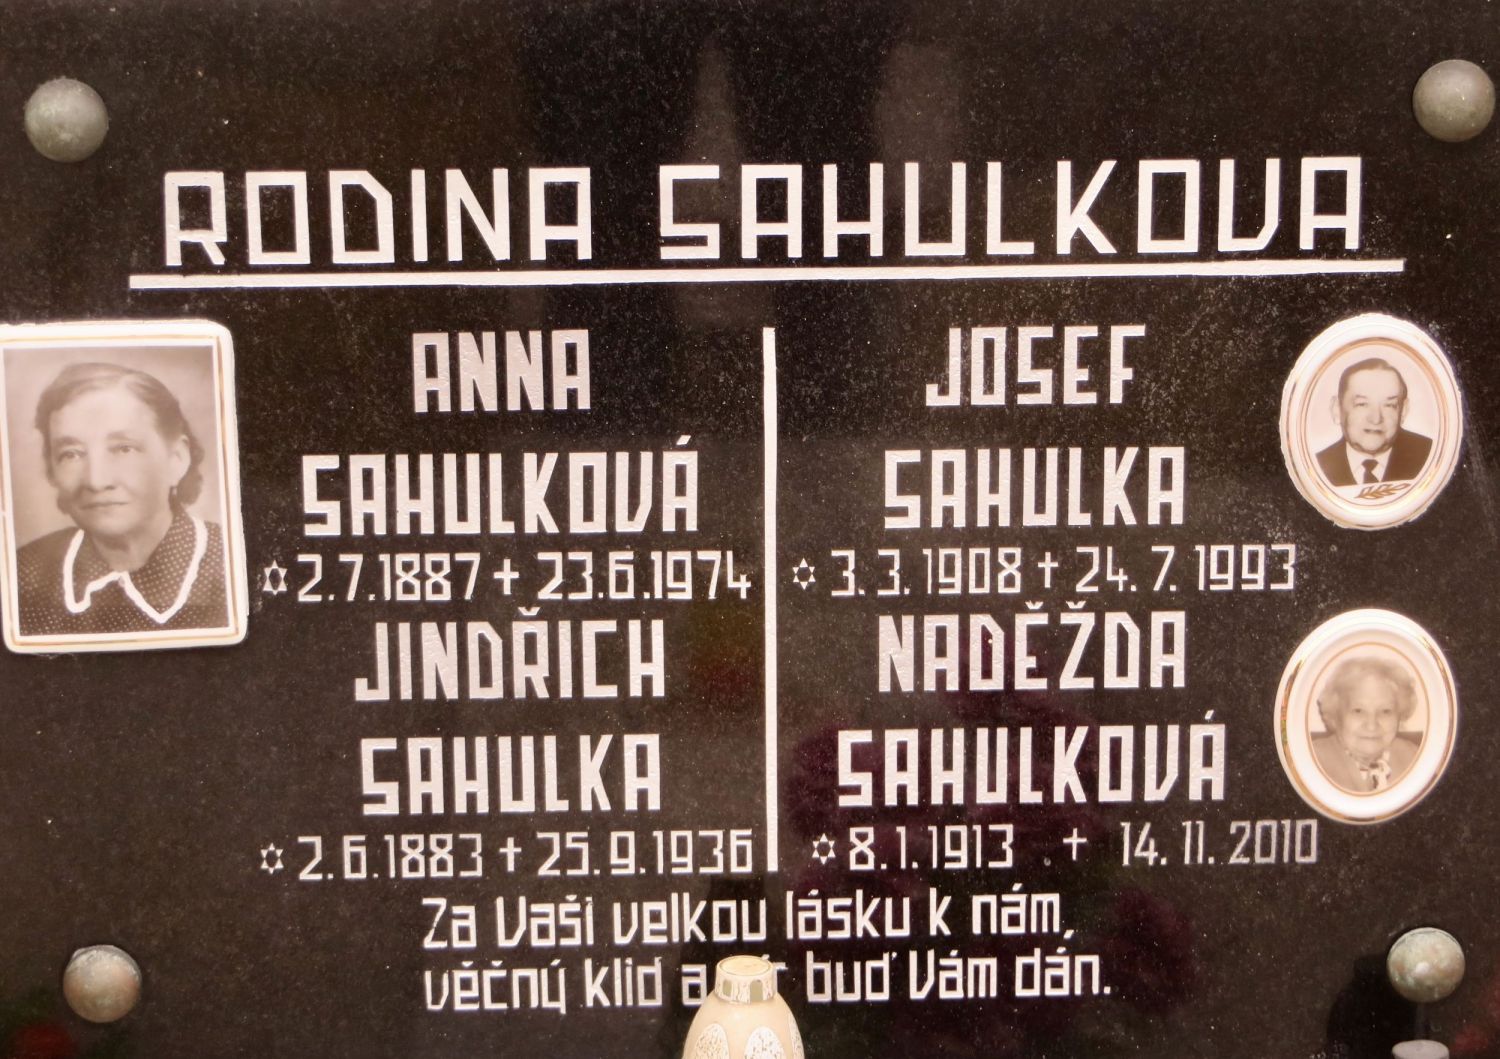 RODINA SAHULKOVA
ANNA
SAHULKOVÁ
✡2.7.1887 + 23.6.1974
JINDŘICH
SAHULKA
✡2.6.1883 + 25.9.1936
JOSEF
SAHULKA
✡ 3.3.1908 + 24.7.1993
NADĚŽDA
SAHULKOVÁ
✡ 8.1.1913 + 14.11.2010
Za Vaši velkou lásku k nám,
věčný klid a buď Vám dán.